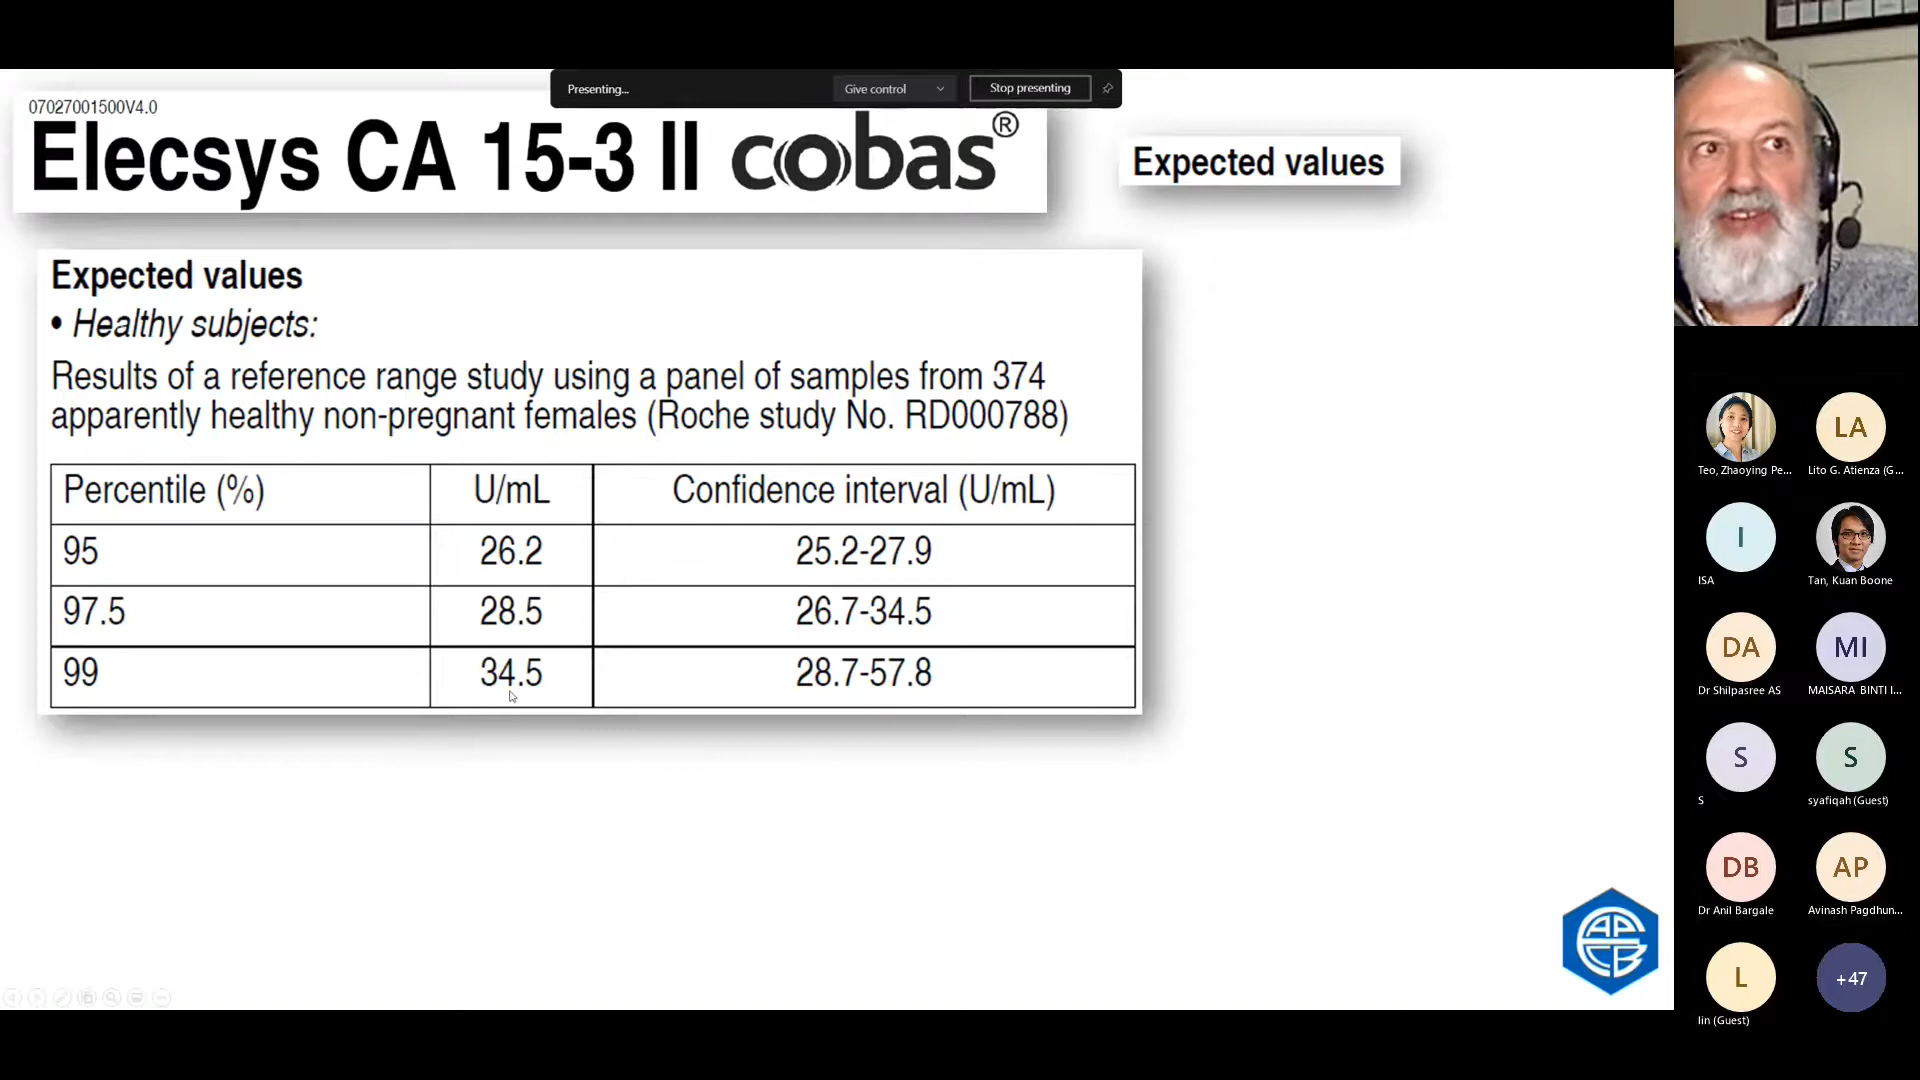 Presenting...
Give control
Stop presenting
07027001500V4.0
Elecsys CA 15-3 II cobas®
Expected values
Expected values
• Healthy subjects:
Results of a reference range study using a panel of samples from 374
apparently healthy non-pregnant females (Roche study No. RD000788)
Percentile (%) U/mL Confidence interval (U/mL)
95 26.2 25.2-27.9
97.5 28.5 26.7-34.5
99 34.5 28.7-57.8
APFCB
LA
Teo, Zhaoying Pe... Lito G. Atienza (G...
I
ISA Tan, Kuan Boone
DA MI
Dr Shilpasree AS MAISARA BINTI I...
S S
S syafiqah (Guest)
DB AP
Dr Anil Bargale Avinash Pagdhun...
L +47
lin (Guest)